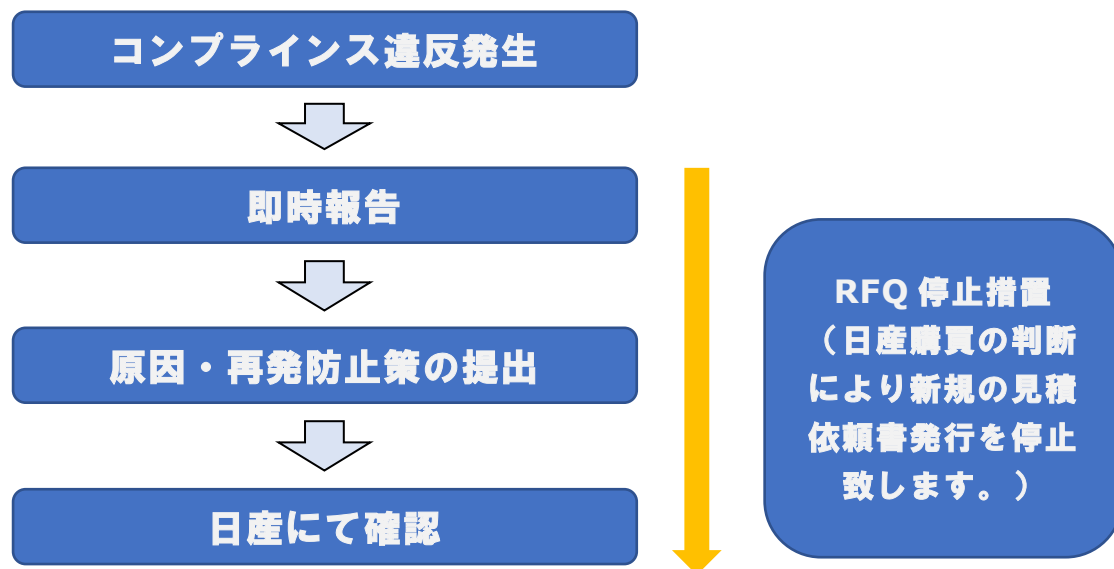 コンプラインス違反発生
即時報告
原因・再発防止策の提出
日産にて確認
RFQ 停止措置
（日産購買の判断
により新規の見積
依頼書発行を停止
致します。）